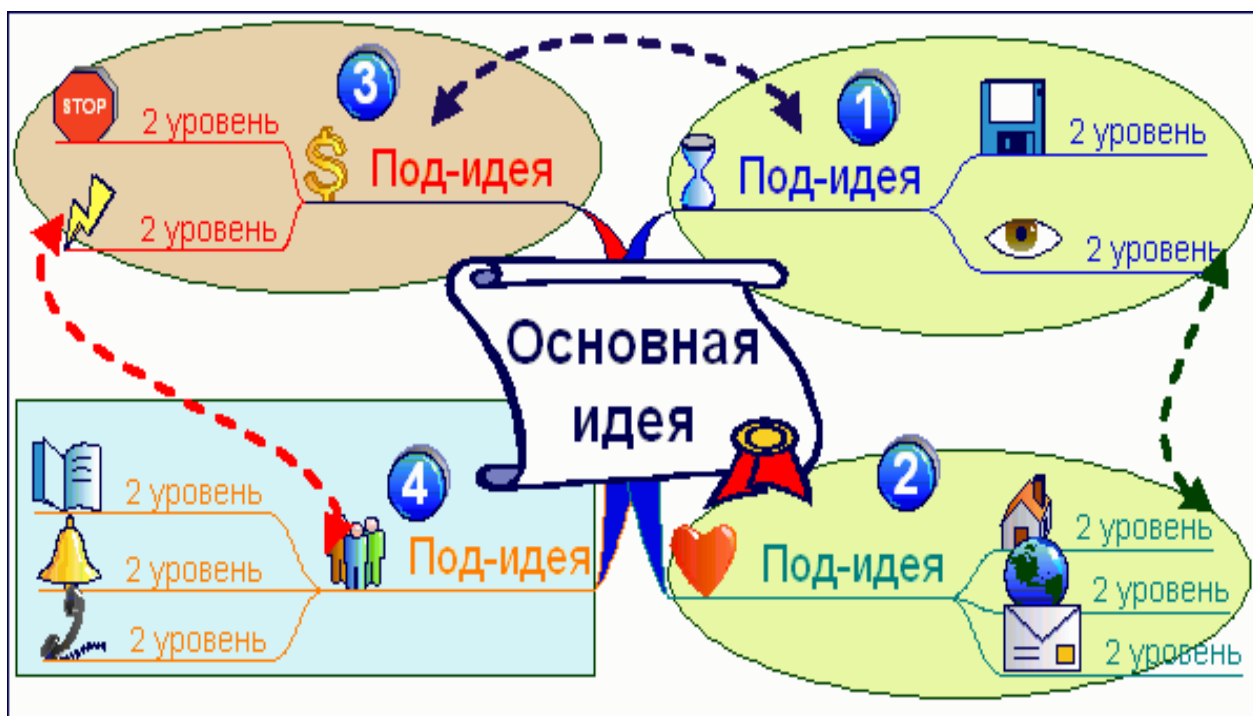 3
STOP
2 уровень
Под-идея
2 уровень
1
2 уровень
Под-идея
2 уровень
Основная
идея
4
2 уровень
Под-идея
2 уровень
2 уровень
2
2 уровень
Под-идея
2 уровень
2 уровень